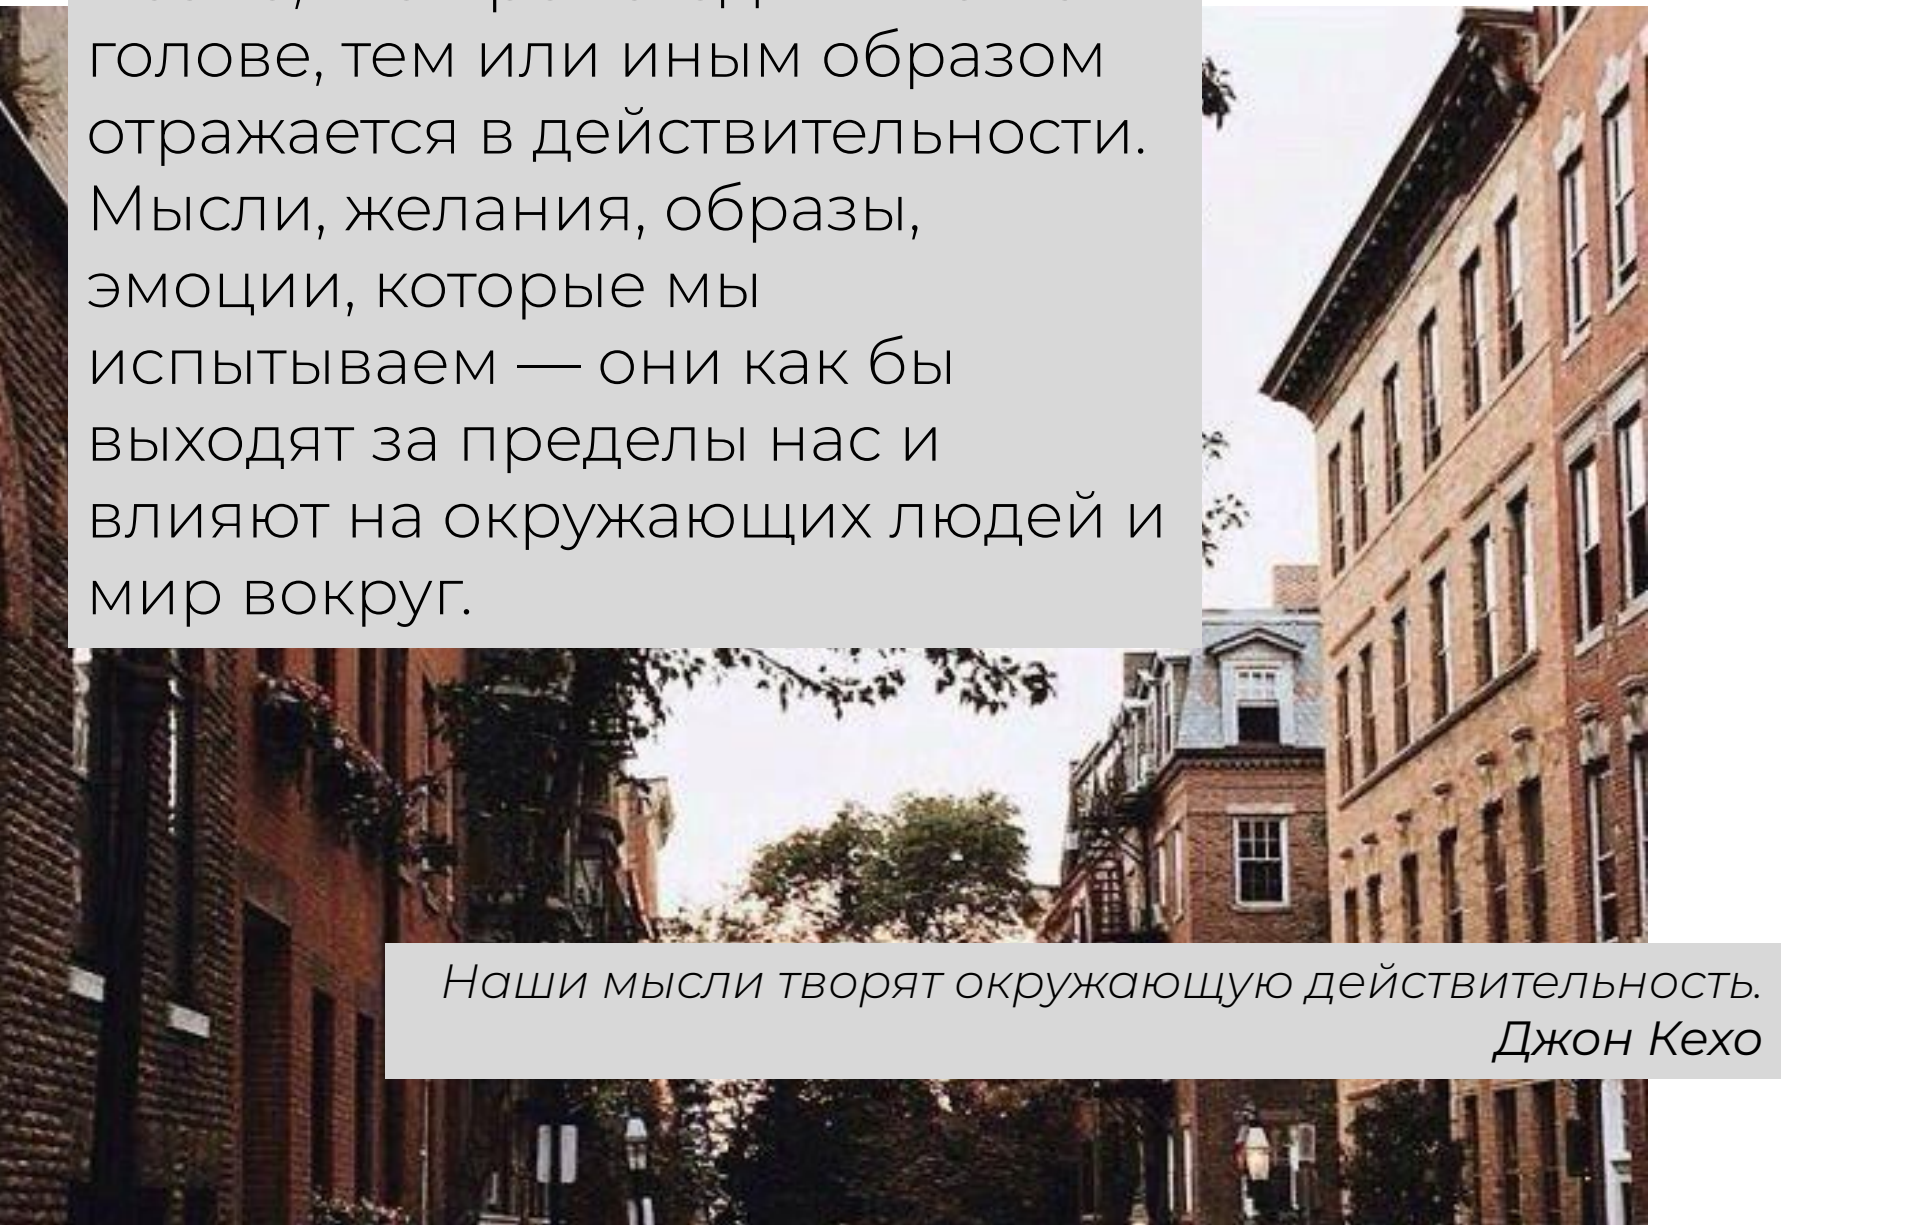 голове, тем или иным образом
отражается в действительности.
Мысли, желания, образы,
эмоции, которые мы
испытываем — они как бы
выходят за пределы нас и
влияют на окружающих людей и
мир вокруг.
Наши мысли творят окружающую действительность.
Джон Кехо